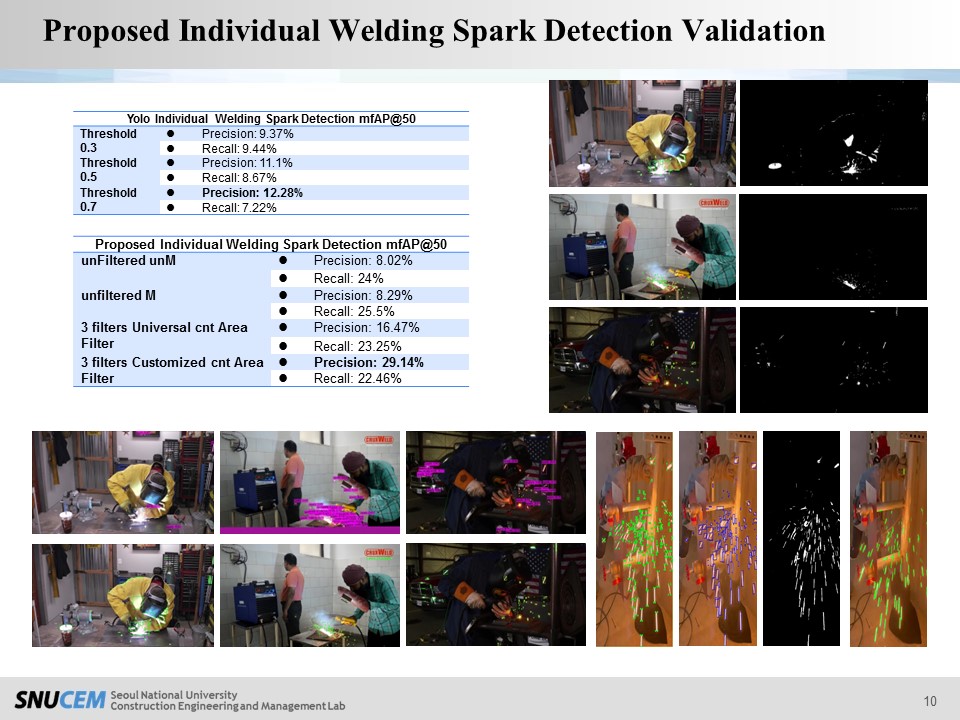 Proposed Individual Welding Spark Detection Validation
Yolo Individual Welding Spark Detection mfAP@50
Threshold 0.3
● Precision: 9.37%
● Recall: 9.44%
Threshold 0.5
● Precision: 11.1%
● Recall: 8.67%
Threshold 0.7
● Precision: 12.28%
● Recall: 7.22%
Proposed Individual Welding Spark Detection mfAP@50
unFiltered unM
● Precision: 8.02%
● Recall: 24%
unfiltered M
● Precision: 8.29%
● Recall: 25.5%
3 filters Universal cnt Area
Filter
● Precision: 16.47%
● Recall: 23.25%
3 filters Customized cnt Area
Filter
● Precision: 29.14%
● Recall: 22.46%
CRUXWELD
CRUXWELD
CRUXWELD
SNUCEM
Seoul National University
Construction Engineering and Management Lab
10